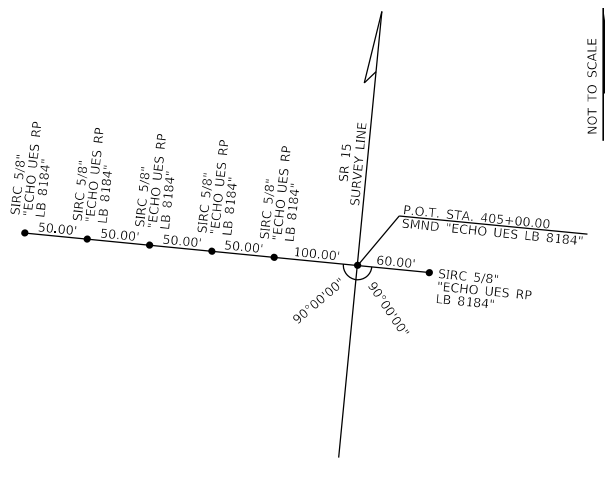 NOT TO SCALE
SR 15
SURVEY LINE
SIRC 5/8"
"ECHO UES RP
LB 8184"
SIRC 5/8"
"ECHO UES RP
LB 8184"
SIRC 5/8"
"ECHO UES RP
LB 8184"
SIRC 5/8"
"ECHO UES RP
LB 8184"
SIRC 5/8"
"ECHO UES RP
LB 8184"
P.O.T. STA. 405+00.00
SMND "ECHO UES LB 8184"
50.00'
50.00'
50.00'
50.00'
100.00'
60.00'
SIRC 5/8"
"ECHO UES RP
LB 8184"
90°00'00"
90°00'00"